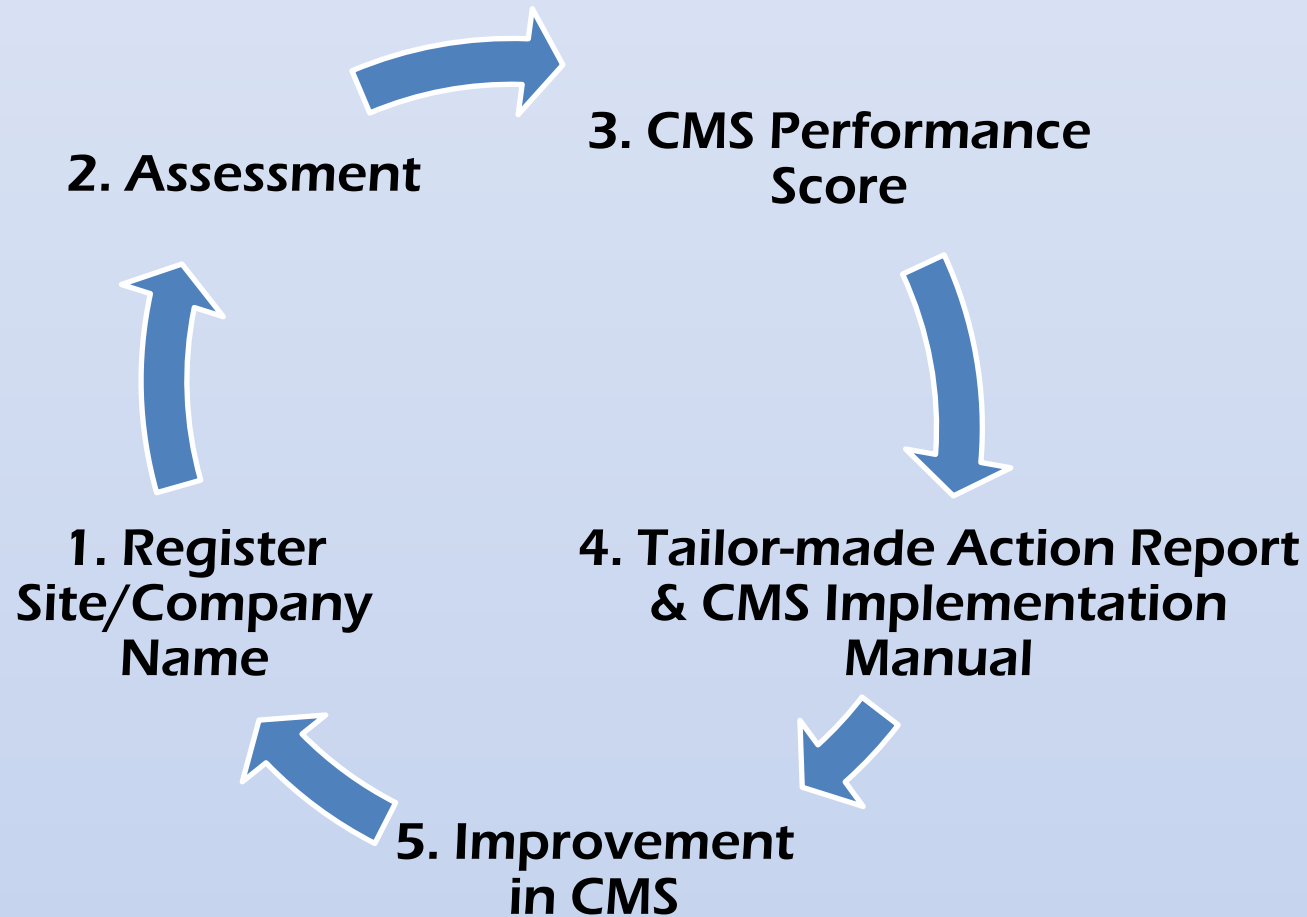 1. Register
Site/Company
Name
2. Assessment
3. CMS Performance
Score
4. Tailor-made Action Report
& CMS Implementation
Manual
5. Improvement
in CMS